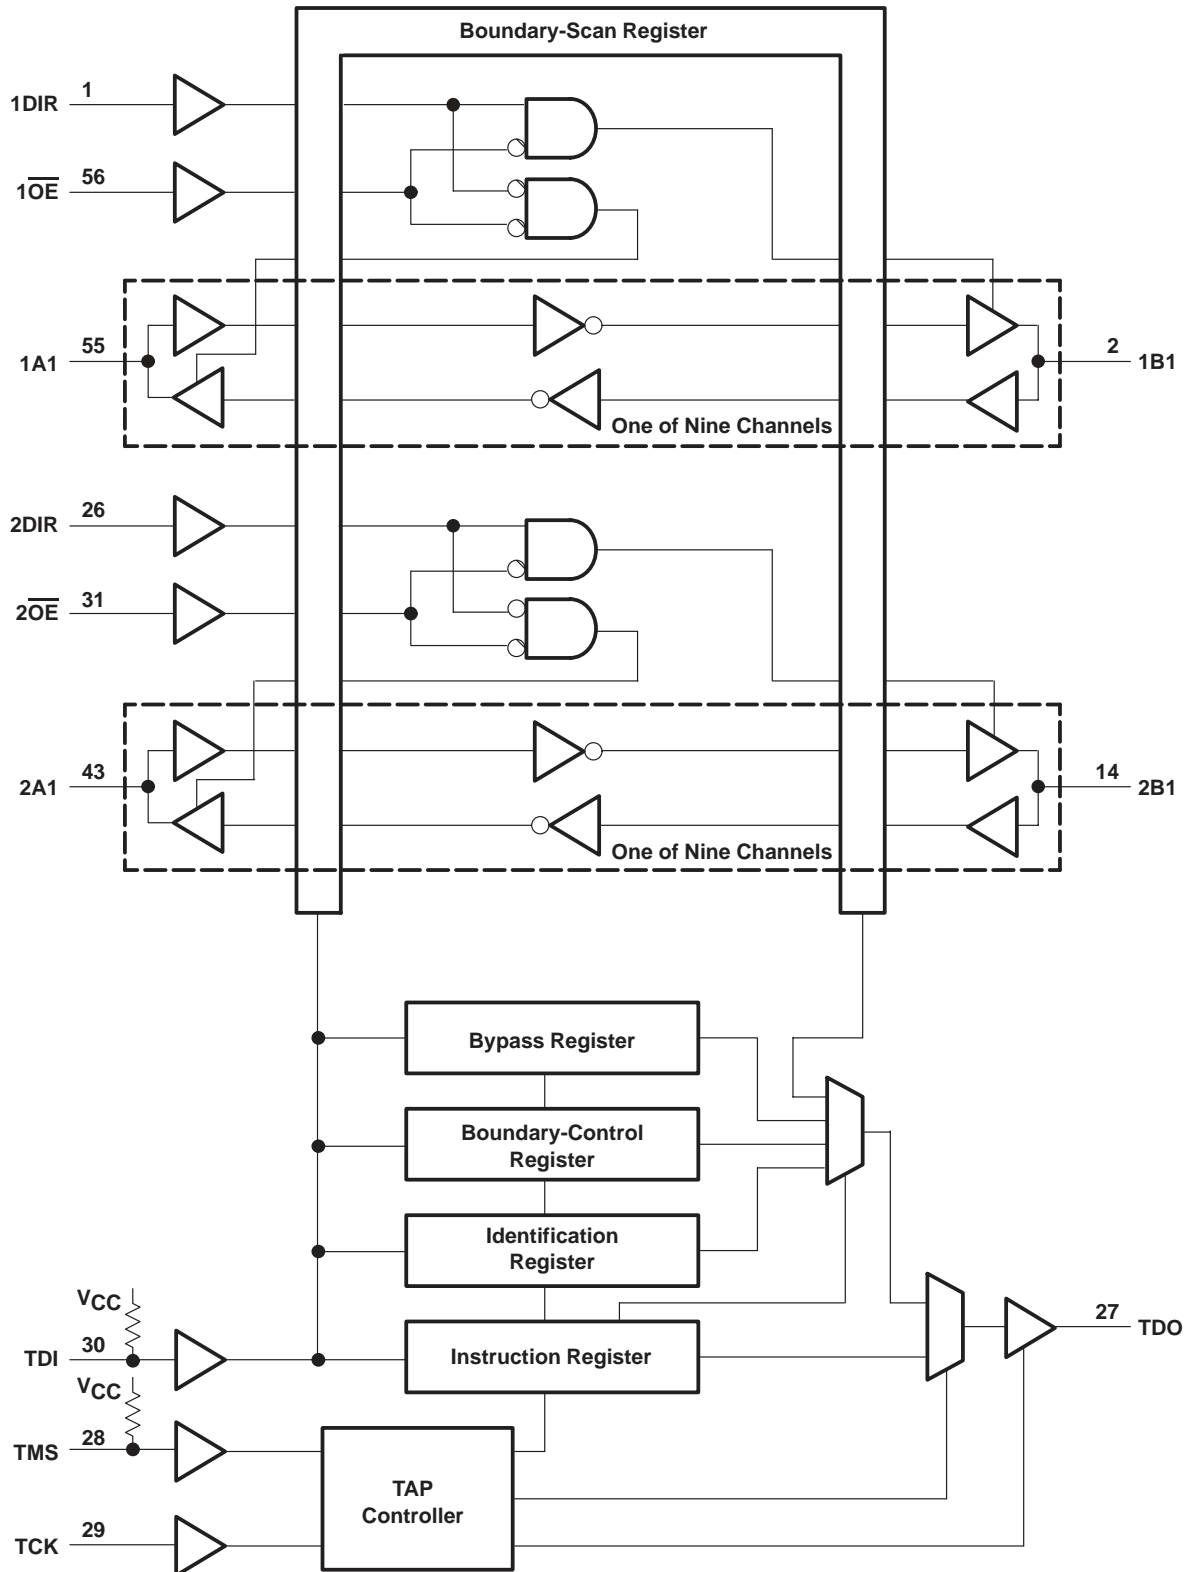 Boundary-Scan Register
1DIR 1
1O̅E̅ 56
1A1 55
2 1B1
One of Nine Channels
2DIR 26
2O̅E̅ 31
2A1 43
14 2B1
One of Nine Channels
Bypass Register
Boundary-Control
Register
Identification
Register
VCC
TDI 30
Instruction Register
27 TDO
VCC
TMS 28
TAP
Controller
TCK 29